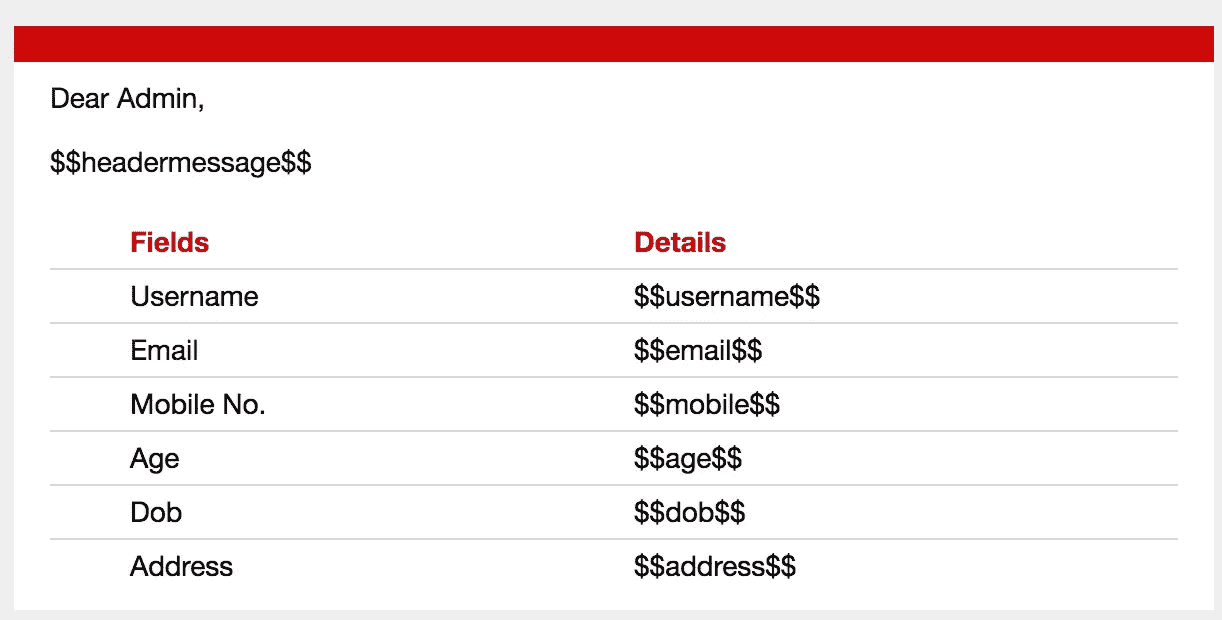 Dear Admin,
$$headermessage$$
Fields Details
Username $$username$$
Email $$email$$
Mobile No. $$mobile$$
Age $$age$$
Dob $$dob$$
Address $$address$$